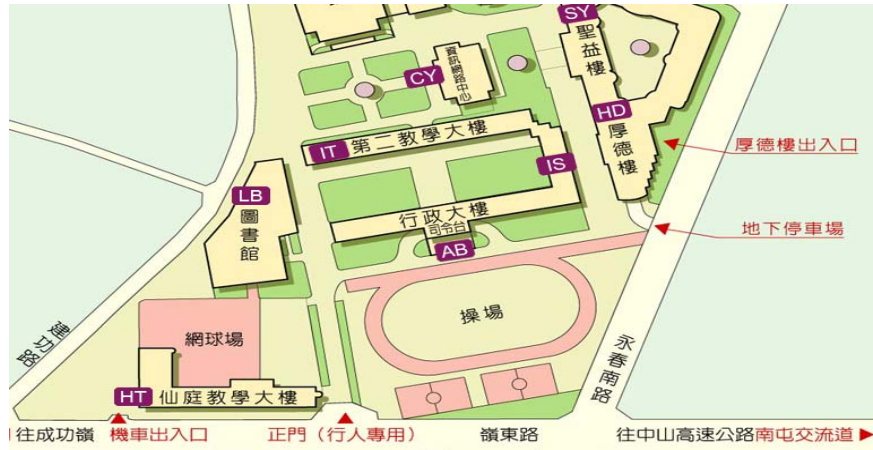 SY
聖益樓
CY
資訊網路中心
HD
厚德樓
厚德樓出入口
IT 第二教學大樓
IS
LB
圖書館
行政大樓
司令台
AB
地下停車場
操場
網球場
建功路
永春南路
HT 仙庭教學大樓
往成功嶺
機車出入口
正門（行人專用）
嶺東路
往中山高速公路南屯交流道